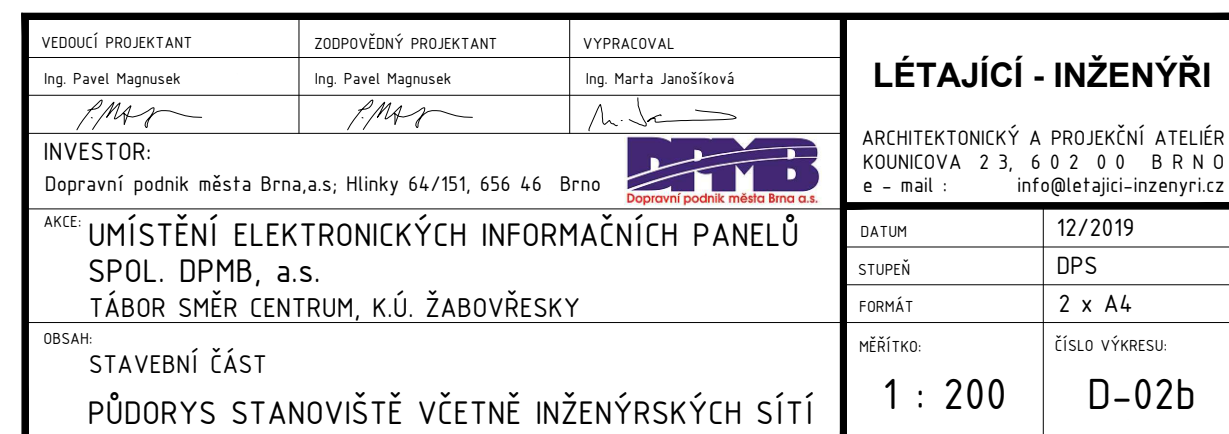 VEDOUCÍ PROJEKTANT ZODPOVĚDNÝ PROJEKTANT VYPRACOVAL
Ing. Pavel Magnusek Ing. Pavel Magnusek Ing. Marta Janošíková
INVESTOR:
Dopravní podnik města Brna,a.s; Hlinky 64/151, 656 46 Brno
DPMB
Dopravní podnik města Brna a.s.
AKCE: UMÍSTĚNÍ ELEKTRONICKÝCH INFORMAČNÍCH PANELŮ
SPOL. DPMB, a.s.
TÁBOR SMĚR CENTRUM, K.Ú. ŽABOVŘESKY
OBSAH:
STAVEBNÍ ČÁST
PŮDORYS STANOVIŠTĚ VČETNĚ INŽENÝRSKÝCH SÍTÍ
LÉTAJÍCÍ - INŽENÝŘI
ARCHITEKTONICKÝ A PROJEKČNÍ ATELIÉR
KOUNICOVA 23, 602 00 BRNO
e - mail : info@letajici-inzenyri.cz
DATUM 12/2019
STUPEŇ DPS
FORMÁT 2 x A4
MĚŘÍTKO: ČÍSLO VÝKRESU:
1 : 200 D-02b